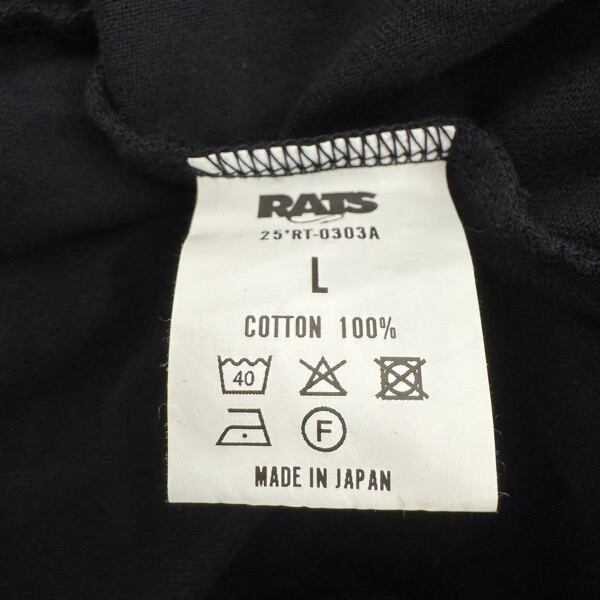 RATS
25*RT-0303A
L
COTTON 100%
40
F
MADE IN JAPAN